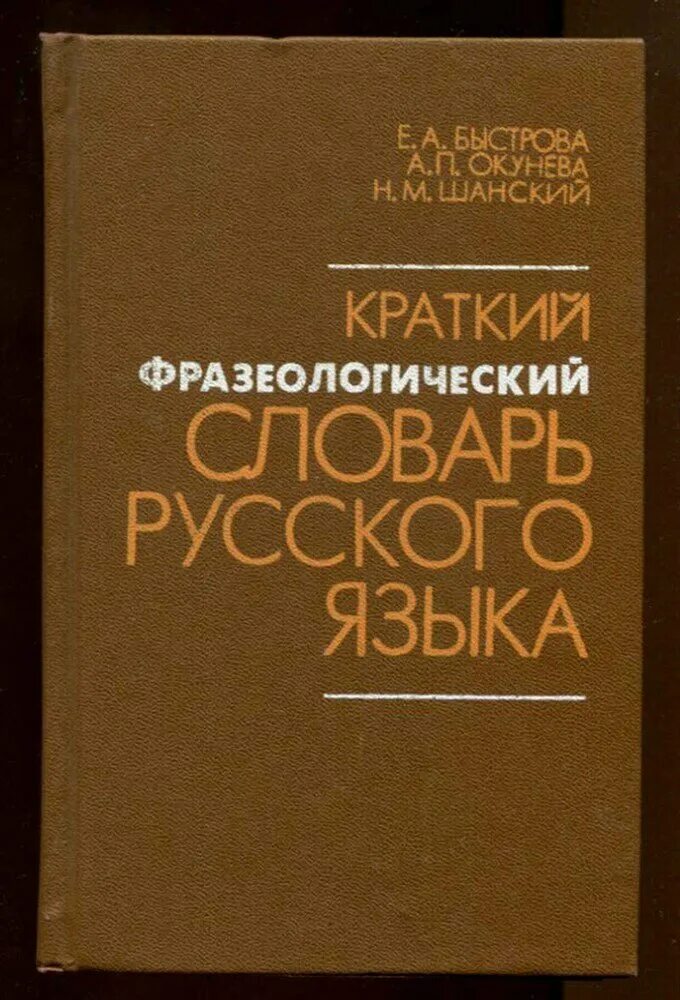 Е.А. БЫСТРОВА
А.П. ОКУНЕВА
Н.М. ШАНСКИЙ
КРАТКИЙ
ФРАЗЕОЛОГИЧЕСКИЙ
СЛОВАРЬ
РУССКОГО
ЯЗЫКА